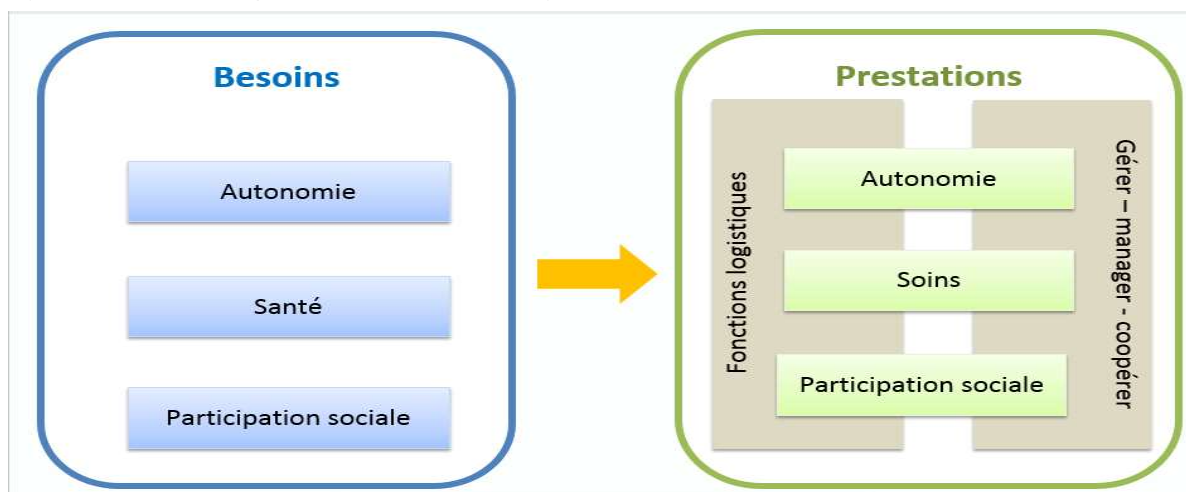 Besoins
Autonomie
Santé
Participation sociale
Prestations
Fonctions logistiques
Autonomie
Soins
Participation sociale
Gérer – manager - coopérer